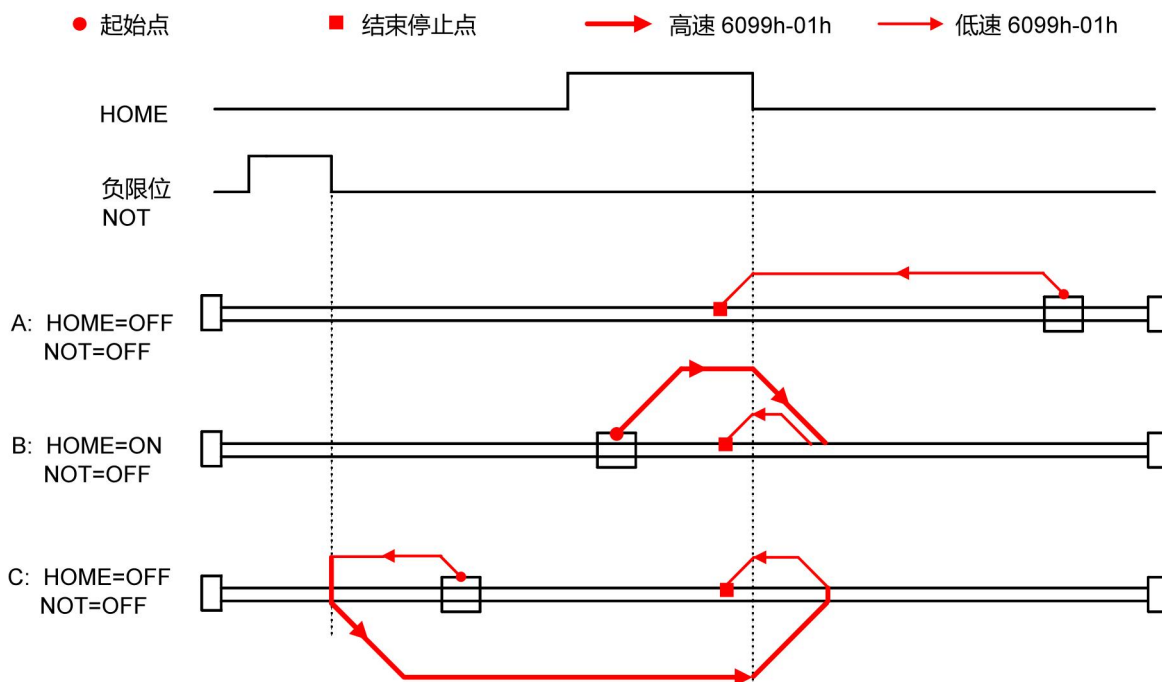 起始点
结束停止点
高速 6099h-01h
低速 6099h-01h
HOME
负限位
NOT
A: HOME=OFF
NOT=OFF
B: HOME=ON
NOT=OFF
C: HOME=OFF
NOT=OFF